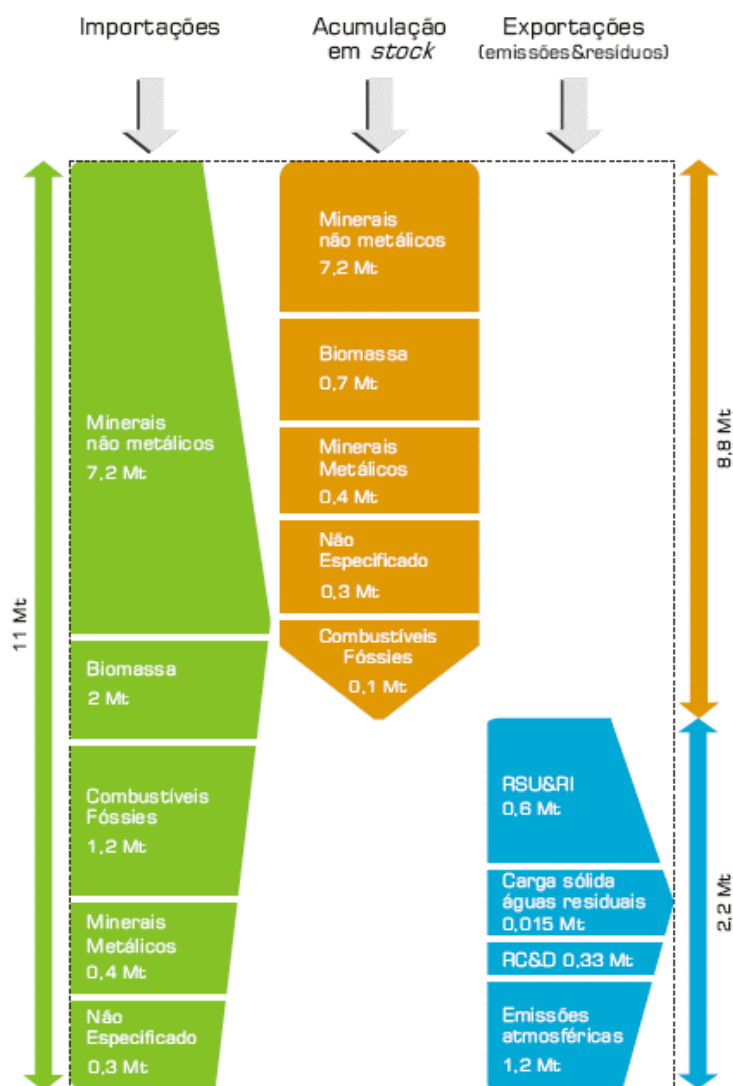 Importações
Acumulação
em stock
Exportações
(emissões&resíduos)
11 Mt
Minerais
não metálicos
7,2 Mt
Biomassa
2 Mt
Combustíveis
Fóssies
1,2 Mt
Minerais
Metálicos
0,4 Mt
Não
Especificado
0,3 Mt
Minerais
não metálicos
7,2 Mt
Biomassa
0,7 Mt
Minerais
Metálicos
0,4 Mt
Não
Especificado
0,3 Mt
Combustíveis
Fóssies
0,1 Mt
RSU&RI
0,6 Mt
Carga sólida
águas residuais
0,015 Mt
RC&D 0,33 Mt
Emissões
atmosféricas
1,2 Mt
8,8 Mt
2,2 Mt